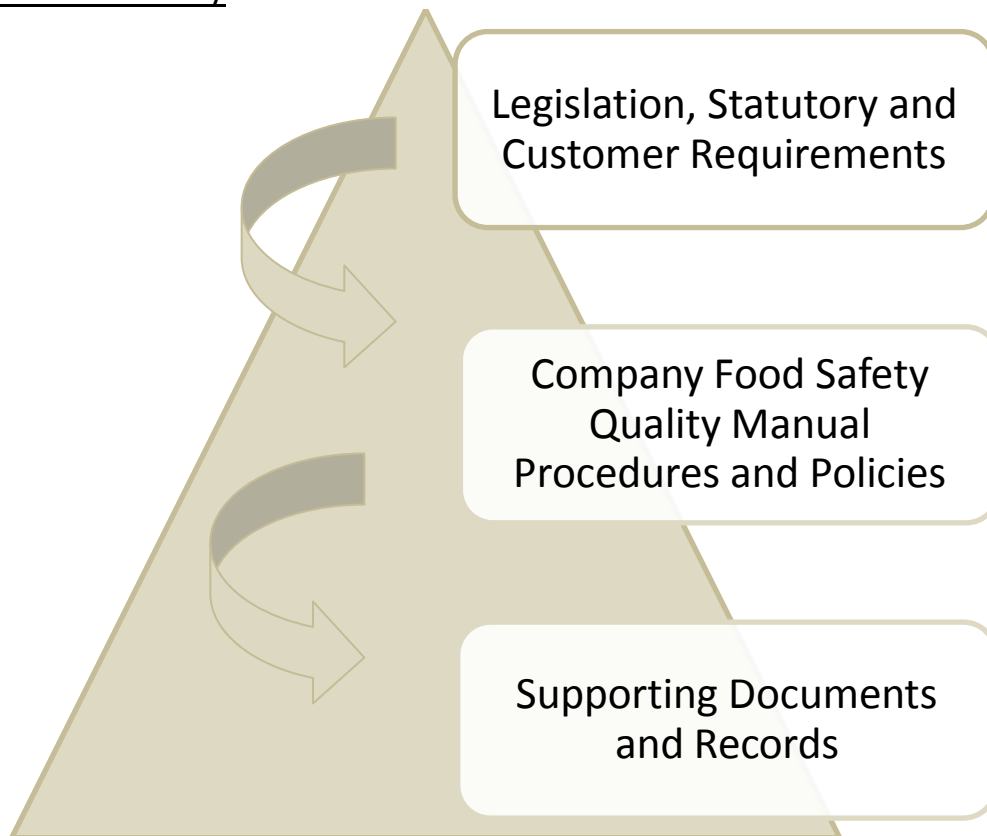 Legislation, Statutory and
Customer Requirements
Company Food Safety
Quality Manual
Procedures and Policies
Supporting Documents
and Records